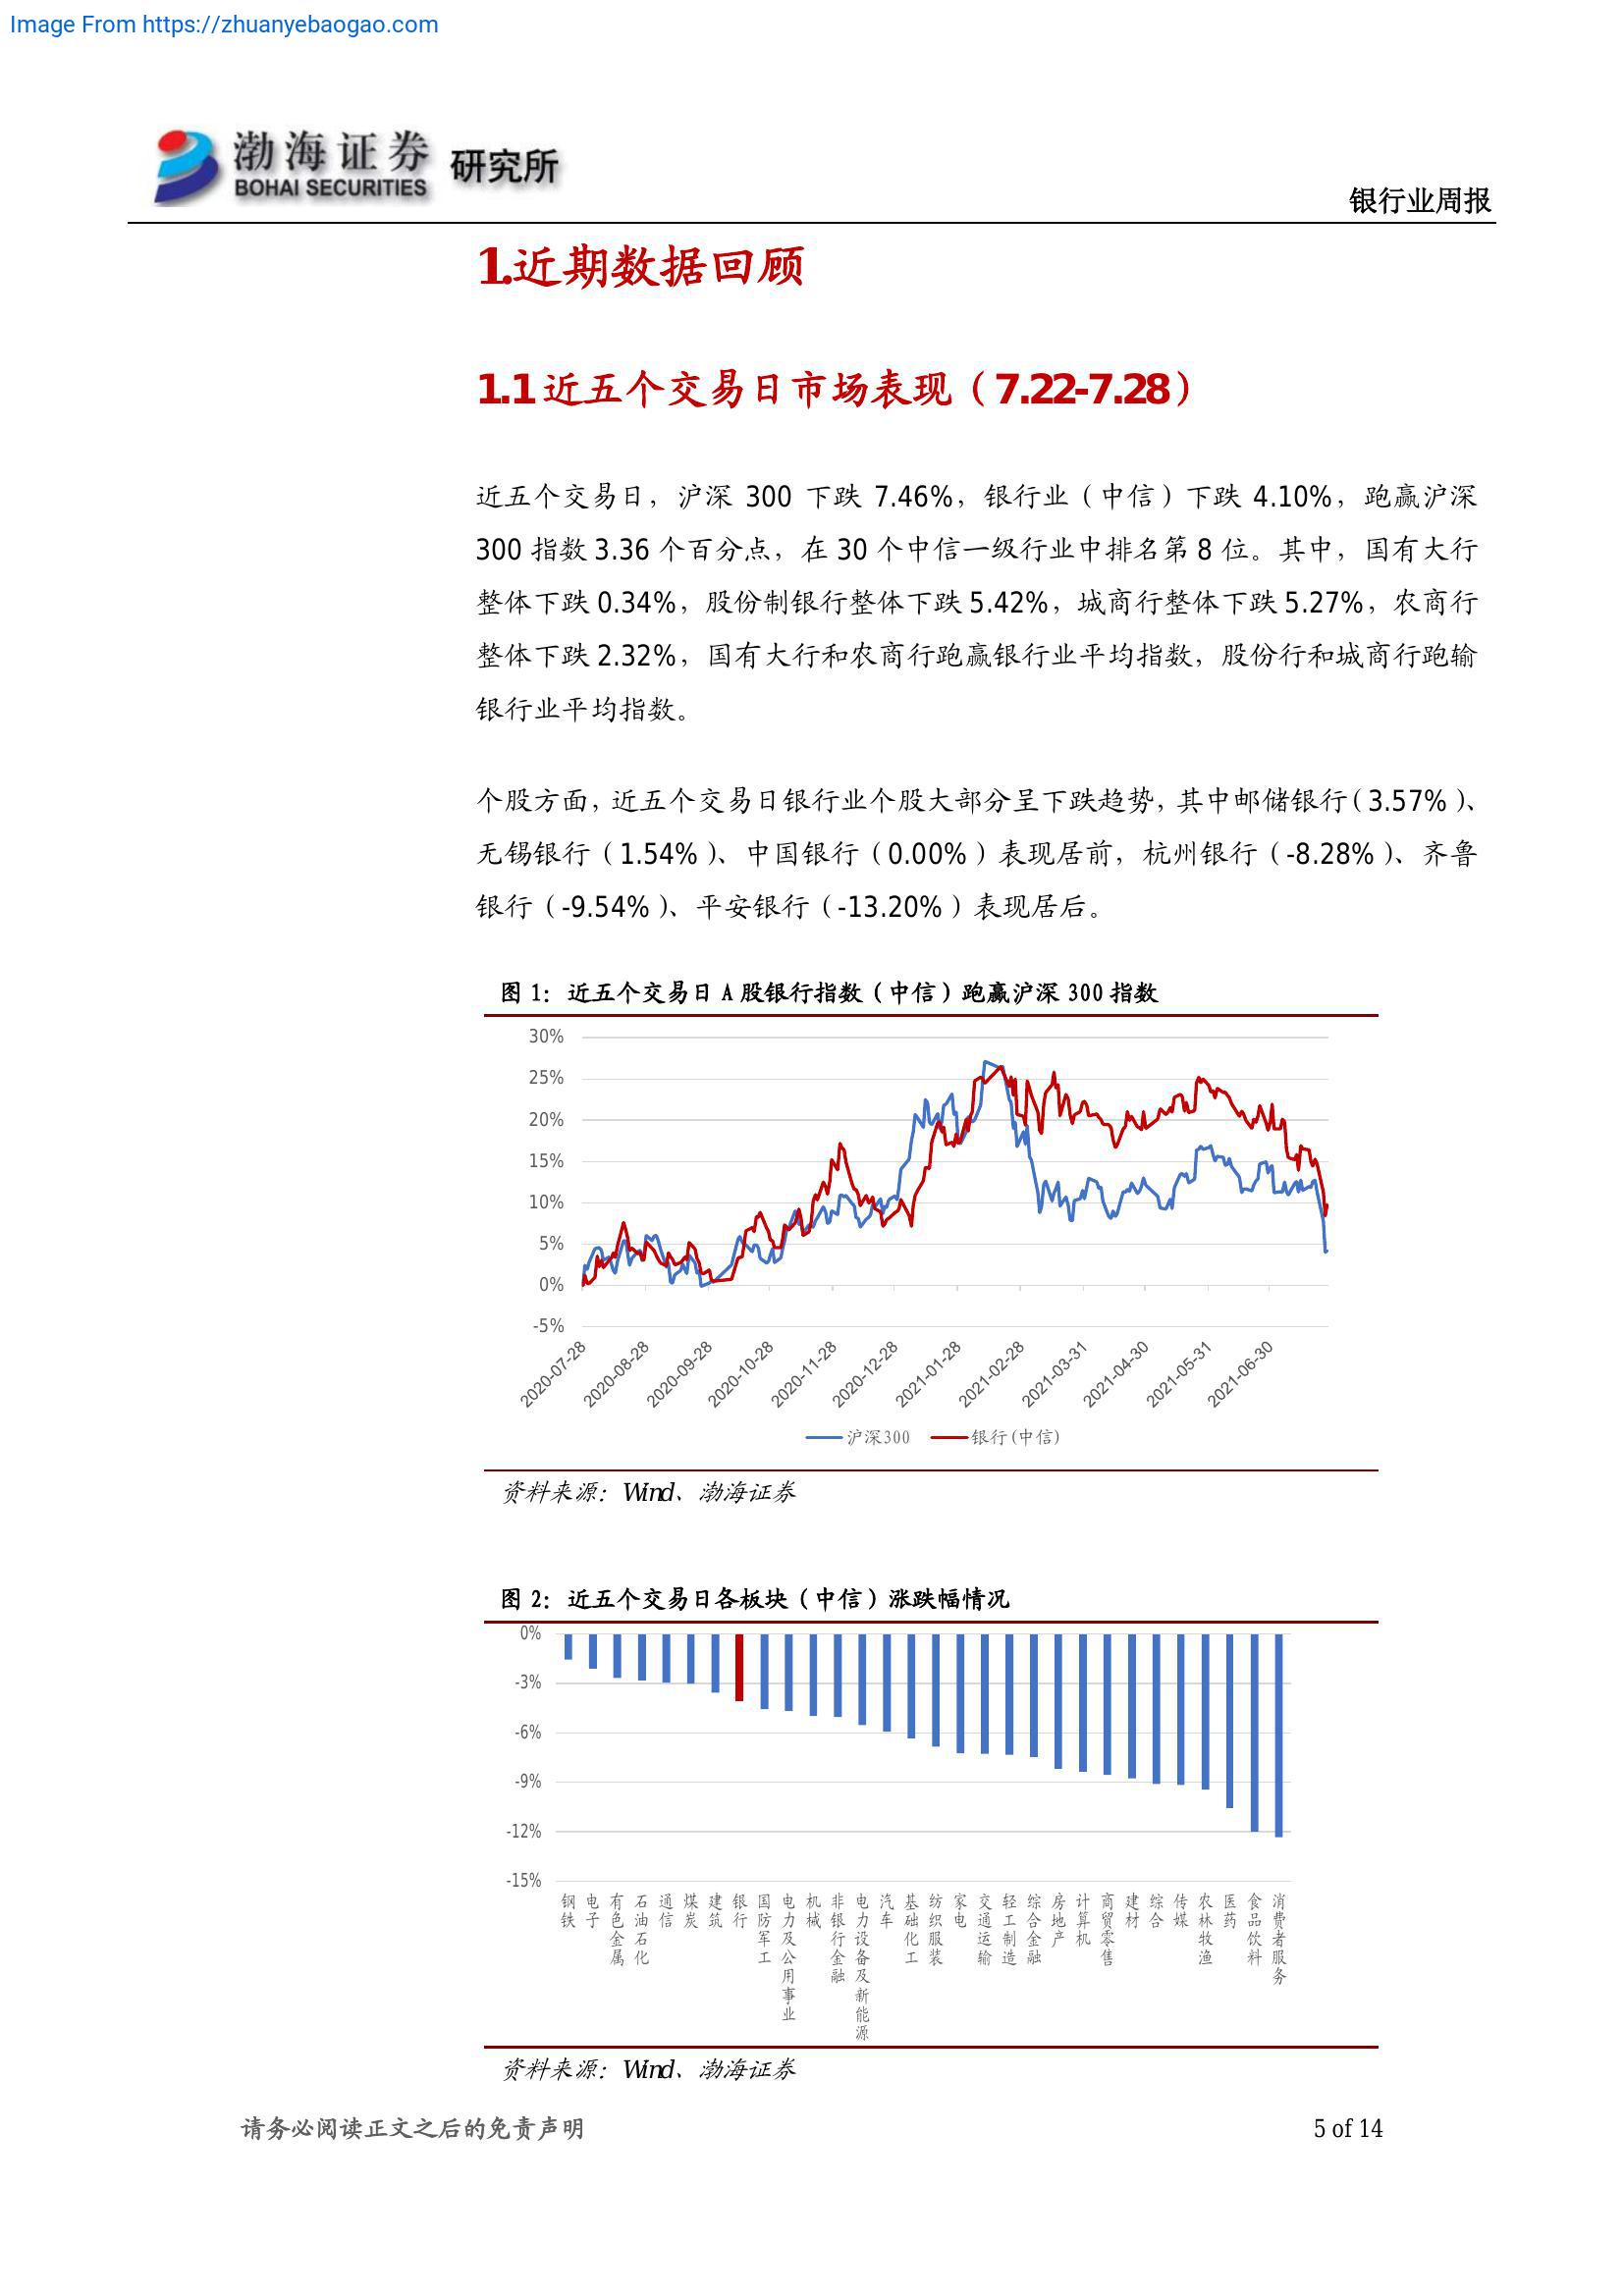 Image From https://zhuanyebaogao.com
渤海证券 研究所
BOHAI SECURITIES
银行业周报
1.近期数据回顾
1.1 近五个交易日市场表现（7.22-7.28）
近五个交易日，沪深 300 下跌 7.46%，银行业（中信）下跌 4.10%，跑赢沪深
300 指数 3.36 个百分点，在 30 个中信一级行业中排名第 8 位。其中，国有大行
整体下跌 0.34%，股份制银行整体下跌 5.42%，城商行整体下跌 5.27%，农商行
整体下跌 2.32%，国有大行和农商行跑赢银行业平均指数，股份行和城商行跑输
银行业平均指数。
个股方面，近五个交易日银行业个股大部分呈下跌趋势，其中邮储银行（3.57%）、
无锡银行（1.54%）、中国银行（0.00%）表现居前，杭州银行（-8.28%）、齐鲁
银行（-9.54%）、平安银行（-13.20%）表现居后。
图 1：近五个交易日 A 股银行指数（中信）跑赢沪深 300 指数
30%
25%
20%
15%
10%
5%
0%
-5%
2020-07-28
2020-08-28
2020-09-28
2020-10-28
2020-11-28
2020-12-28
2021-01-28
2021-02-28
2021-03-31
2021-04-30
2021-05-31
2021-06-30
沪深300 银行(中信)
资料来源：Wind、渤海证券
图 2：近五个交易日各板块（中信）涨跌幅情况
0%
-3%
-6%
-9%
-12%
-15%
钢铁
电子
有色金属
石油石化
通信
煤炭
建筑
银行
国防军工
电力及公用事业
机械
非银行金融
电力设备及新能源
汽车
基础化工
纺织服装
家电
交通运输
轻工制造
综合金融
房地产
计算机
商贸零售
建材
综合
传媒
农林牧渔
医药
食品饮料
消费者服务
资料来源：Wind、渤海证券
请务必阅读正文之后的免责声明
5 of 14